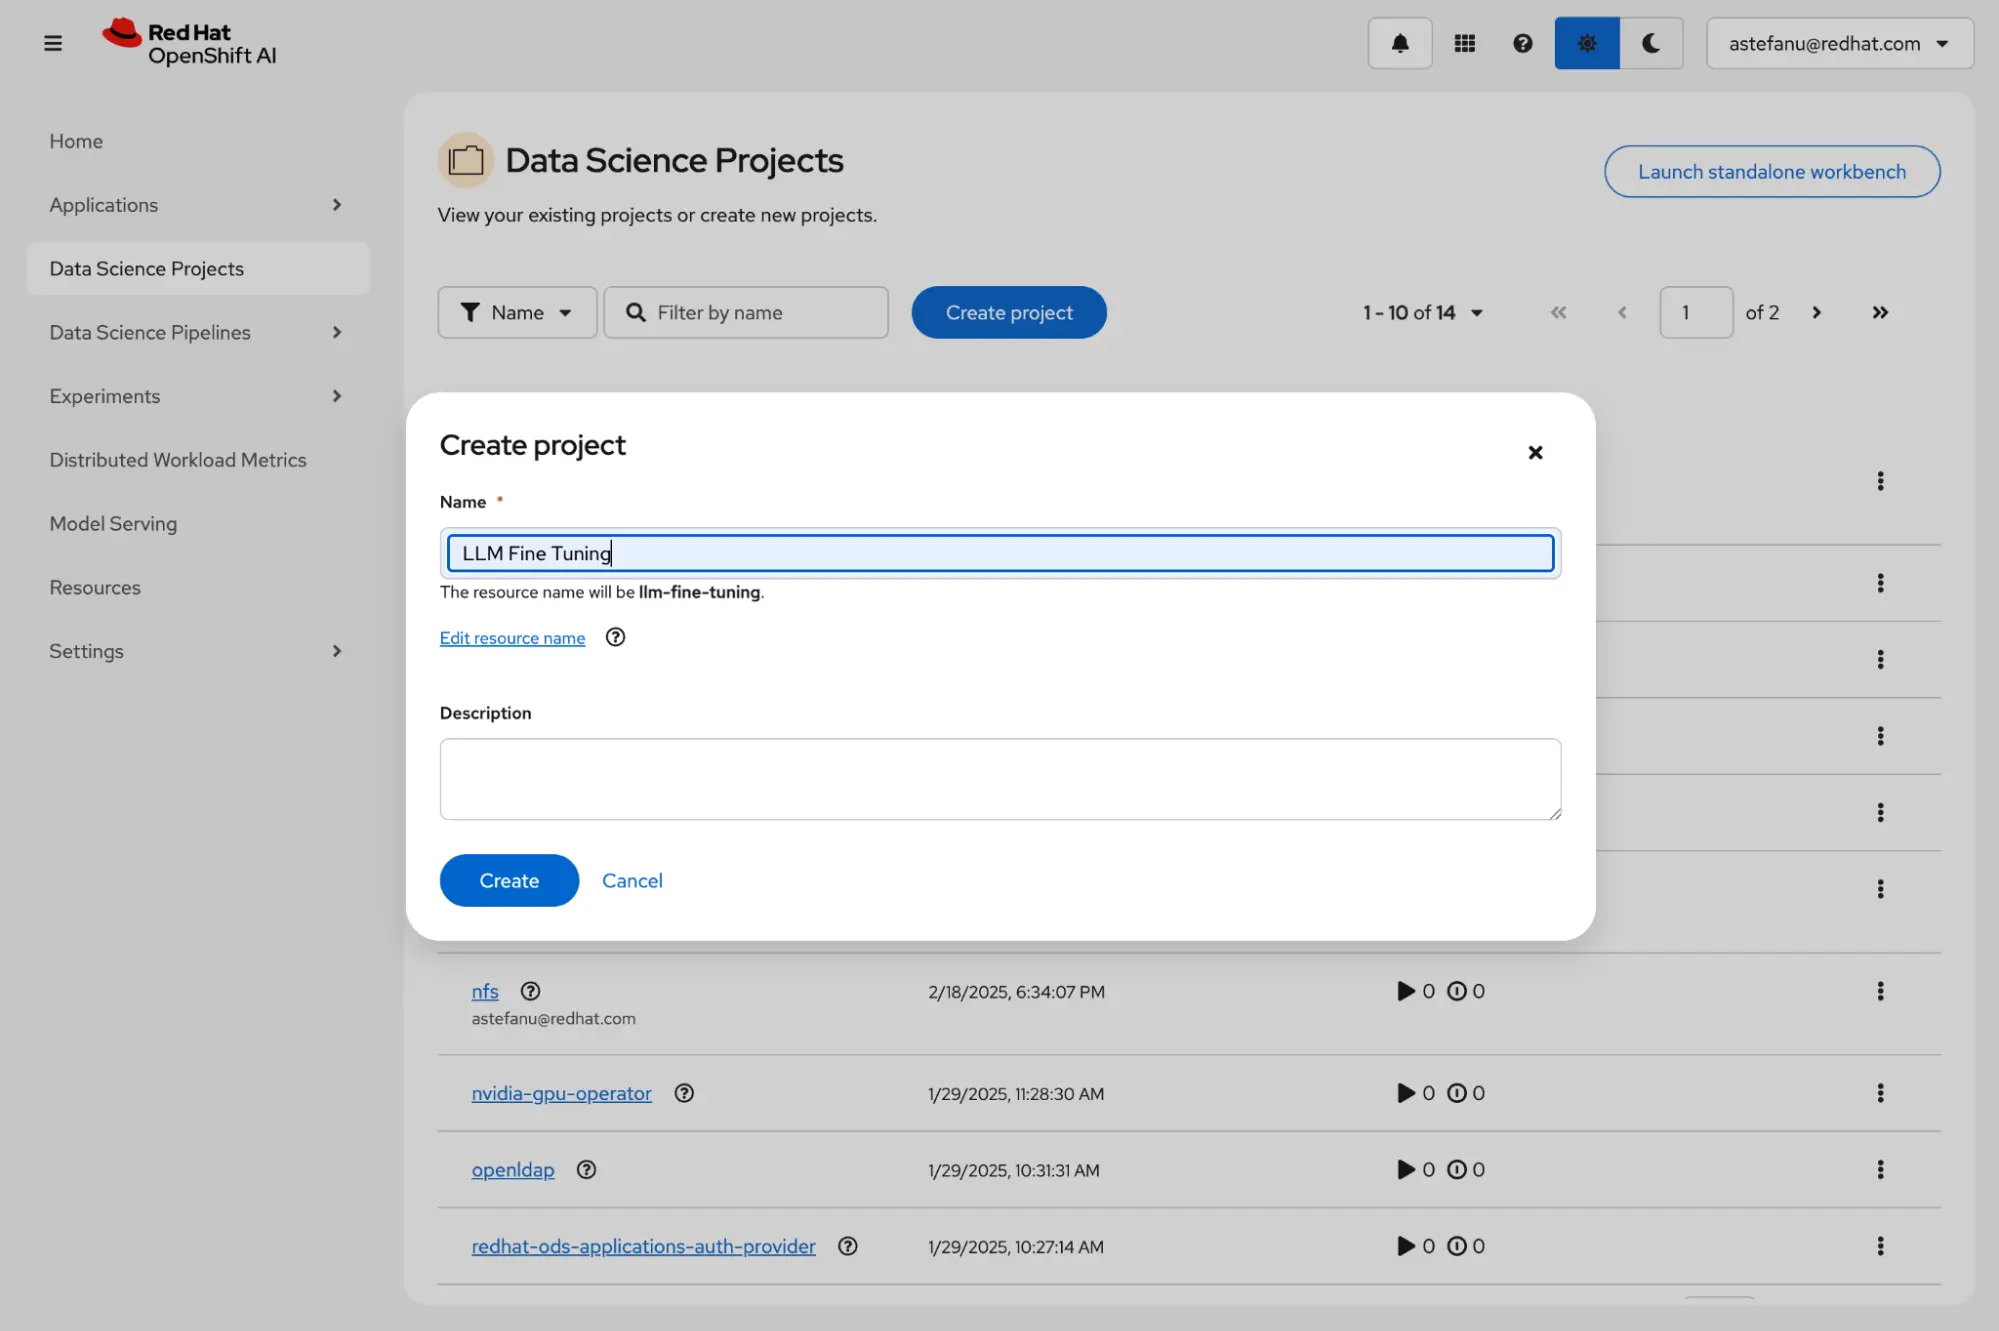 Red Hat
OpenShift AI
astefanu@redhat.com
Home
Applications
Data Science Projects
Data Science Pipelines
Experiments
Distributed Workload Metrics
Model Serving
Resources
Settings
Data Science Projects
View your existing projects or create new projects.
Launch standalone workbench
Name
Filter by name
Create project
1 - 10 of 14
1
of 2
Create project
Name *
LLM Fine Tuning
The resource name will be llm-fine-tuning.
Edit resource name
Description
Create
Cancel
nfs 2/18/2025, 6:34:07 PM 0 0
astefanu@redhat.com
nvidia-gpu-operator 1/29/2025, 11:28:30 AM 0 0
openldap 1/29/2025, 10:31:31 AM 0 0
redhat-ods-applications-auth-provider 1/29/2025, 10:27:14 AM 0 0